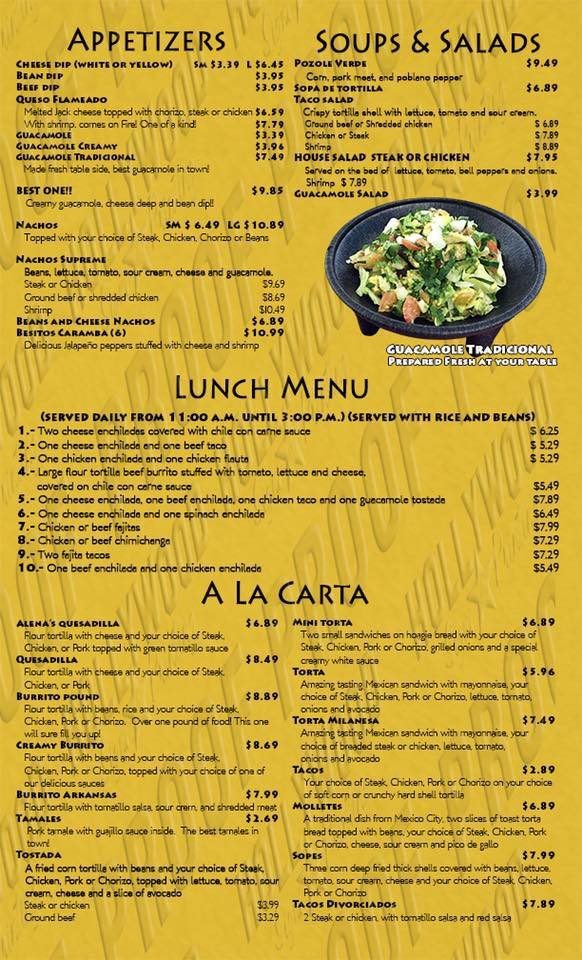 APPETIZERS
CHEESE DIP (WHITE OR YELLOW) SM $3.39 L $6.45
BEAN DIP $3.95
BEEF DIP $3.95
QUESO FLAMEADO
Melted Jack cheese topped with chorizo, steak or chicken $6.59
With shrimp, comes on Fire! One of a kind! $7.79
GUACAMOLE $3.39
GUACAMOLE CREAMY $3.96
GUACAMOLE TRADICIONAL $7.49
Made fresh table side, best guacamole in town!
BEST ONE!! $9.85
Creamy guacamole, cheese deep and bean dip!!
NACHOS SM $ 6.49 LG $10.89
Topped with your choice of Steak, Chicken, Chorizo or Beans
NACHOS SUPREME
Beans, lettuce, tomato, sour cream, cheese and guacamole.
Steak or Chicken $9.69
Ground beef or shredded chicken $8.69
Shrimp $10.49
BEANS AND CHEESE NACHOS $6.89
BESITOS CARAMBA (6) $10.99
Delicious Jalapeño peppers stuffed with cheese and shrimp
SOUPS & SALADS
POZOLE VERDE $9.49
Corn, pork meat, and poblano pepper
SOPA DE TORTILLA $6.89
TACO SALAD
Crispy tortilla shell with lettuce, tomato and sour cream.
Ground beef or Shredded chicken $ 6.89
Chicken or Steak $ 7.89
Shrimp $ 8.89
HOUSE SALAD STEAK OR CHICKEN $7.95
Served on the bed of lettuce, tomato, bell peppers and onions.
Shrimp $ 7.89
GUACAMOLE SALAD $3.99
GUACAMOLE TRADICIONAL
PREPARED FRESH AT YOUR TABLE
LUNCH MENU
(SERVED DAILY FROM 11:00 A.M. UNTIL 3:00 P.M.) (SERVED WITH RICE AND BEANS)
1.- Two cheese enchiladas covered with chile con carne sauce $ 6.25
2.- One cheese enchilada and one beef taco $ 5.29
3.- One chicken enchilada and one chicken flauta $ 5.29
4.- Large flour tortilla beef burrito stuffed with tomato, lettuce and cheese,
covered on chile con carne sauce $5.49
5.- One cheese enchilada, one beef enchilada, one chicken taco and one guacamole tostada $7.89
6.- One cheese enchilada and one spinach enchilada $6.49
7.- Chicken or beef fajitas $7.99
8.- Chicken or beef chimichanga $7.29
9.- Two fajita tacos $7.29
10.- One beef enchilada and one chicken enchilada $5.49
A LA CARTA
ALENA'S QUESADILLA $6.89
Flour tortilla with cheese and your choice of Steak,
Chicken, or Pork topped with green tomatillo sauce
QUESADILLA $8.49
Flour tortilla with cheese and your choice of Steak,
Chicken, or Pork
BURRITO POUND $8.89
Flour tortilla with beans, rice and your choice of Steak,
Chicken, Pork or Chorizo. Over one pound of food! This one
will sure fill you up!
CREAMY BURRITO $8.69
Flour tortilla with beans and your choice of Steak,
Chicken, Pork or Chorizo, topped with your choice of one of
our delicious sauces
BURRITO ARKANSAS $7.99
Flour tortilla with tomatillo salsa, sour crem, and shredded meat
TAMALES $2.69
Pork tamale with guajillo sauce inside. The best tamales in
town!
TOSTADA
A fried corn tortilla with beans and your choice of Steak,
Chicken, Pork or Chorizo, topped with lettuce, tomato, sour
cream, cheese and a slice of avocado
Steak or chicken $3.99
Ground beef $3.29
MINI TORTA $6.89
Two small sandwiches on hoagie bread with your choice of
Steak, Chicken, Pork or Chorizo, grilled onions and a special
creamy white sauce
TORTA $5.96
Amazing tasting Mexican sandwich with mayonnaise, your
choice of Steak, Chicken, Pork or Chorizo, lettuce, tomato,
onions and avocado
TORTA MILANESA $7.49
Amazing tasting Mexican sandwich with mayonnaise, your
choice of breaded steak or chicken, lettuce, tomato,
onions and avocado
TACOS $2.89
Your choice of Steak, Chicken, Pork or Chorizo on your choice
of soft corn or crunchy hard shell tortilla
MOLLETES $6.89
A traditional dish from Mexico City, two slices of toast torta
bread topped with beans, your choice of Steak, Chicken, Pork
or Chorizo, cheese, sour cream and pico de gallo
SOPES $7.99
Three corn deep fried thick shells covered with beans, lettuce,
tomato, sour cream, cheese and your choice of Steak, Chicken,
Pork or Chorizo
TACOS DIVORCIADOS $7.89
2 Steak or chicken, with tomatillo salsa and red salsa